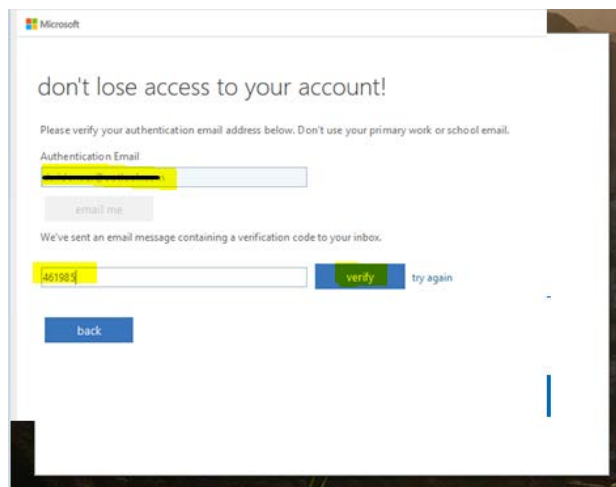 Microsoft
don't lose access to your account!
Please verify your authentication email address below. Don't use your primary work or school email.
Authentication Email
email me
We've sent an email message containing a verification code to your inbox.
461985
verify
try again
back